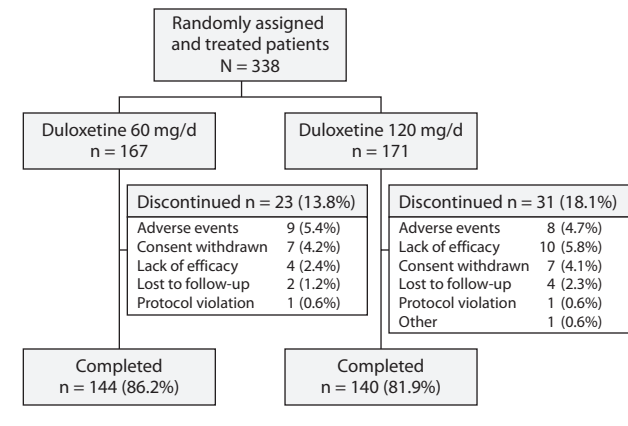 Randomly assigned
and treated patients
N = 338
Duloxetine 60 mg/d
n = 167
Duloxetine 120 mg/d
n = 171
Discontinued n = 23 (13.8%)
Adverse events 9 (5.4%)
Consent withdrawn 7 (4.2%)
Lack of efficacy 4 (2.4%)
Lost to follow-up 2 (1.2%)
Protocol violation 1 (0.6%)
Discontinued n = 31 (18.1%)
Adverse events 8 (4.7%)
Lack of efficacy 10 (5.8%)
Consent withdrawn 7 (4.1%)
Lost to follow-up 4 (2.3%)
Protocol violation 1 (0.6%)
Other 1 (0.6%)
Completed
n = 144 (86.2%)
Completed
n = 140 (81.9%)